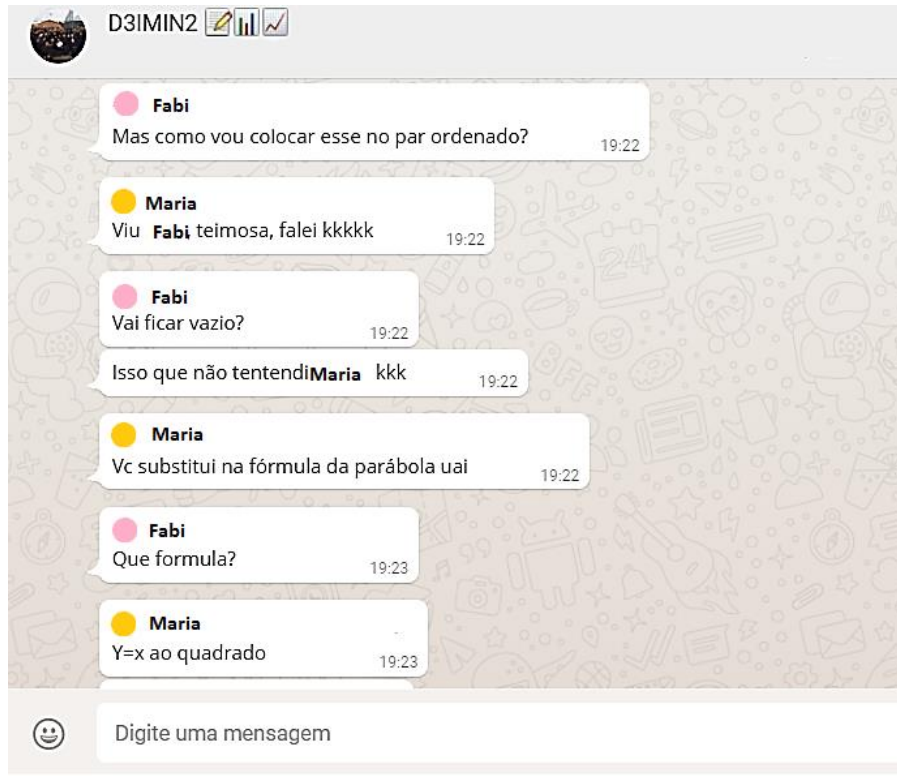 D3IMIN2 📝📊📈
Fabi
Mas como vou colocar esse no par ordenado?
19:22
Maria
Viu Fabi teimosa, falei kkkkk
19:22
Fabi
Vai ficar vazio?
19:22
Isso que não tentendiMaria kkk
19:22
Maria
Vc substitui na fórmula da parábola uai
19:22
Fabi
Que formula?
19:23
Maria
Y=x ao quadrado
19:23
Digite uma mensagem